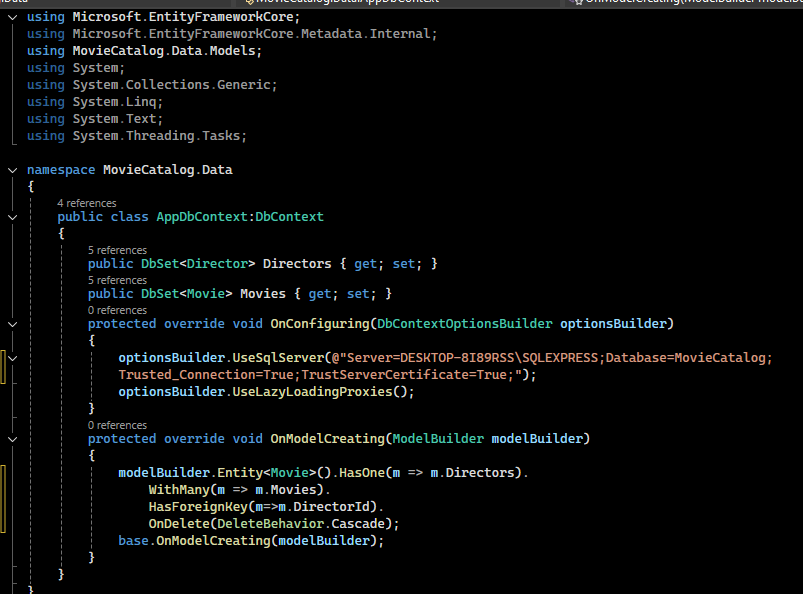 using Microsoft.EntityFrameworkCore;
using Microsoft.EntityFrameworkCore.Metadata.Internal;
using MovieCatalog.Data.Models;
using System;
using System.Collections.Generic;
using System.Linq;
using System.Text;
using System.Threading.Tasks;
namespace MovieCatalog.Data
{
4 references
public class AppDbContext:DbContext
{
5 references
public DbSet<Director> Directors { get; set; }
5 references
public DbSet<Movie> Movies { get; set; }
0 references
protected override void OnConfiguring(DbContextOptionsBuilder optionsBuilder)
{
optionsBuilder.UseSqlServer(@"Server=DESKTOP-8I89RSS\SQLEXPRESS;Database=MovieCatalog;
Trusted_Connection=True;TrustServerCertificate=True;");
optionsBuilder.UseLazyLoadingProxies();
}
0 references
protected override void OnModelCreating(ModelBuilder modelBuilder)
{
modelBuilder.Entity<Movie>().HasOne(m => m.Directors).
WithMany(m => m.Movies).
HasForeignKey(m=>m.DirectorId).
OnDelete(DeleteBehavior.Cascade);
base.OnModelCreating(modelBuilder);
}
}
}